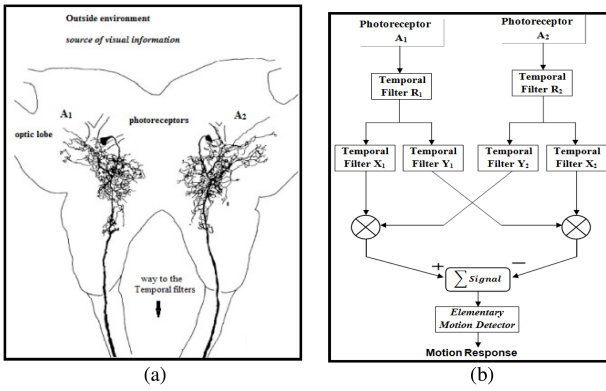 Outside environment
source of visual information
A1
A2
photoreceptors
optic lobe
way to the
Temporal filters
(a)
Photoreceptor
A1
Photoreceptor
A2
Temporal
Filter R1
Temporal
Filter R2
Temporal
Filter X1
Temporal
Filter Y1
Temporal
Filter Y2
Temporal
Filter X2
+
−
∑ Signal
Elementary
Motion Detector
Motion Response
(b)